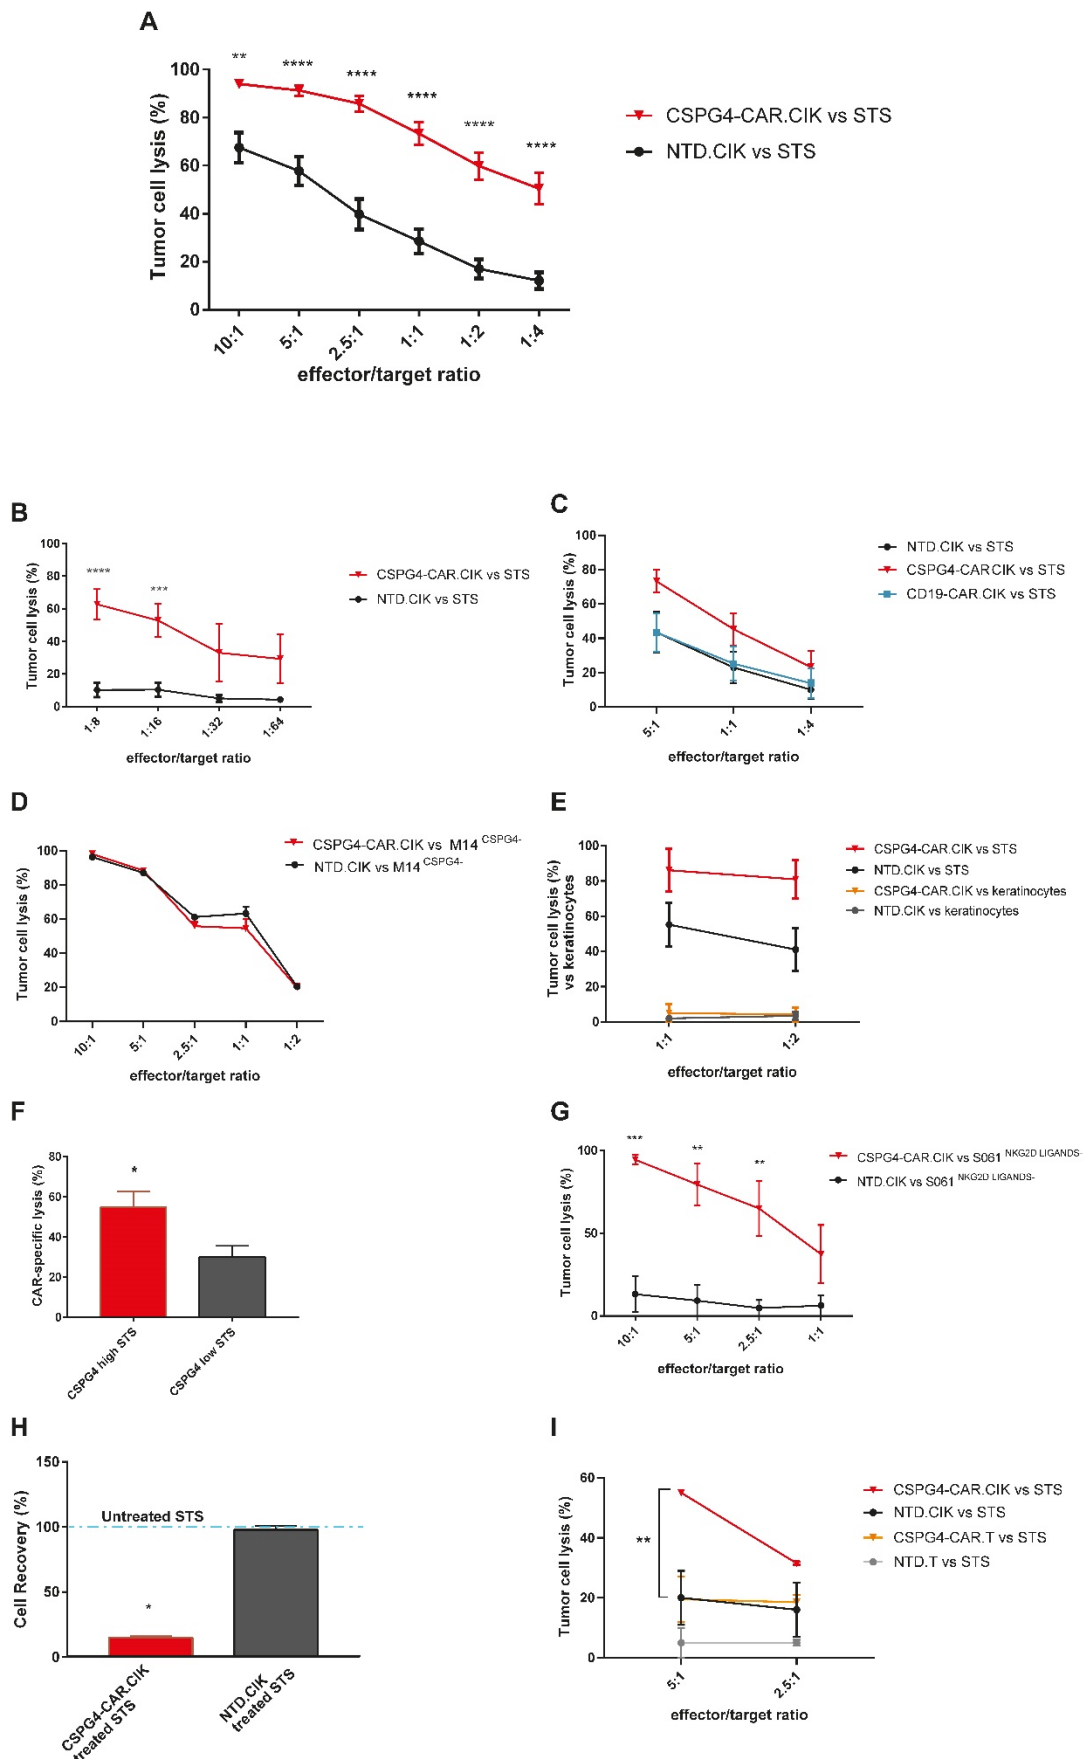 A
** **** **** **** **** ****
100
80
60
40
20
0
Tumor cell lysis (%)
10:1 5:1 2.5:1 1:1 1:2 1:4
effector/target ratio
CSPG4-CAR.CIK vs STS
NTD.CIK vs STS
B
**** ***
100
80
60
40
20
0
Tumor cell lysis (%)
1:8 1:16 1:32 1:64
effector/target ratio
CSPG4-CAR.CIK vs STS
NTD.CIK vs STS
C
100
80
60
40
20
0
Tumor cell lysis (%)
5:1 1:1 1:4
effector/target ratio
NTD.CIK vs STS
CSPG4-CAR.CIK vs STS
CD19-CAR.CIK vs STS
D
100
80
60
40
20
0
Tumor cell lysis (%)
10:1 5:1 2.5:1 1:1 1:2
effector/target ratio
CSPG4-CAR.CIK vs M14 CSPG4-
NTD.CIK vs M14 CSPG4-
E
100
80
60
40
20
0
Tumor cell lysis (%)
vs keratinocytes
1:1 1:2
effector/target ratio
CSPG4-CAR.CIK vs STS
NTD.CIK vs STS
CSPG4-CAR.CIK vs keratinocytes
NTD.CIK vs keratinocytes
F
*
80
60
40
20
0
CAR-specific lysis (%)
CSPG4 high STS
CSPG4 low STS
G
*** ** **
100
50
0
Tumor cell lysis (%)
10:1 5:1 2.5:1 1:1
effector/target ratio
CSPG4-CAR.CIK vs S061 NKG2D LIGANDS-
NTD.CIK vs S061 NKG2D LIGANDS-
H
150
100
50
0
Cell Recovery (%)
Untreated STS
*
CSPG4-CAR.CIK
treated STS
NTD.CIK
treated STS
I
**
60
40
20
0
Tumor cell lysis (%)
5:1 2.5:1
effector/target ratio
CSPG4-CAR.CIK vs STS
NTD.CIK vs STS
CSPG4-CAR.T vs STS
NTD.T vs STS